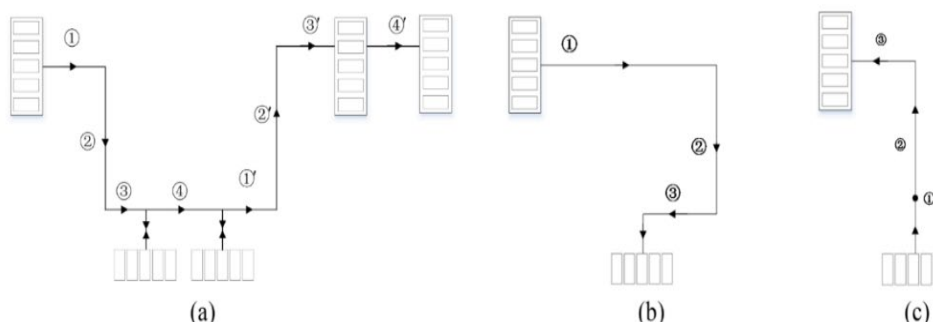 ① ③′ ④′
② ②′
③ ④ ①′
(a)
①
②
③
(b)
③
②
①
(c)